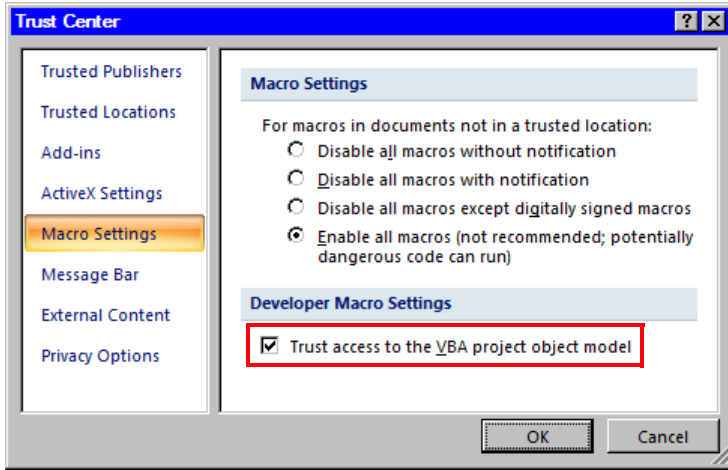 Trust Center
Trusted Publishers
Trusted Locations
Add-ins
ActiveX Settings
Macro Settings
Message Bar
External Content
Privacy Options
Macro Settings
For macros in documents not in a trusted location:
Disable all macros without notification
Disable all macros with notification
Disable all macros except digitally signed macros
Enable all macros (not recommended; potentially
dangerous code can run)
Developer Macro Settings
Trust access to the VBA project object model
OK
Cancel